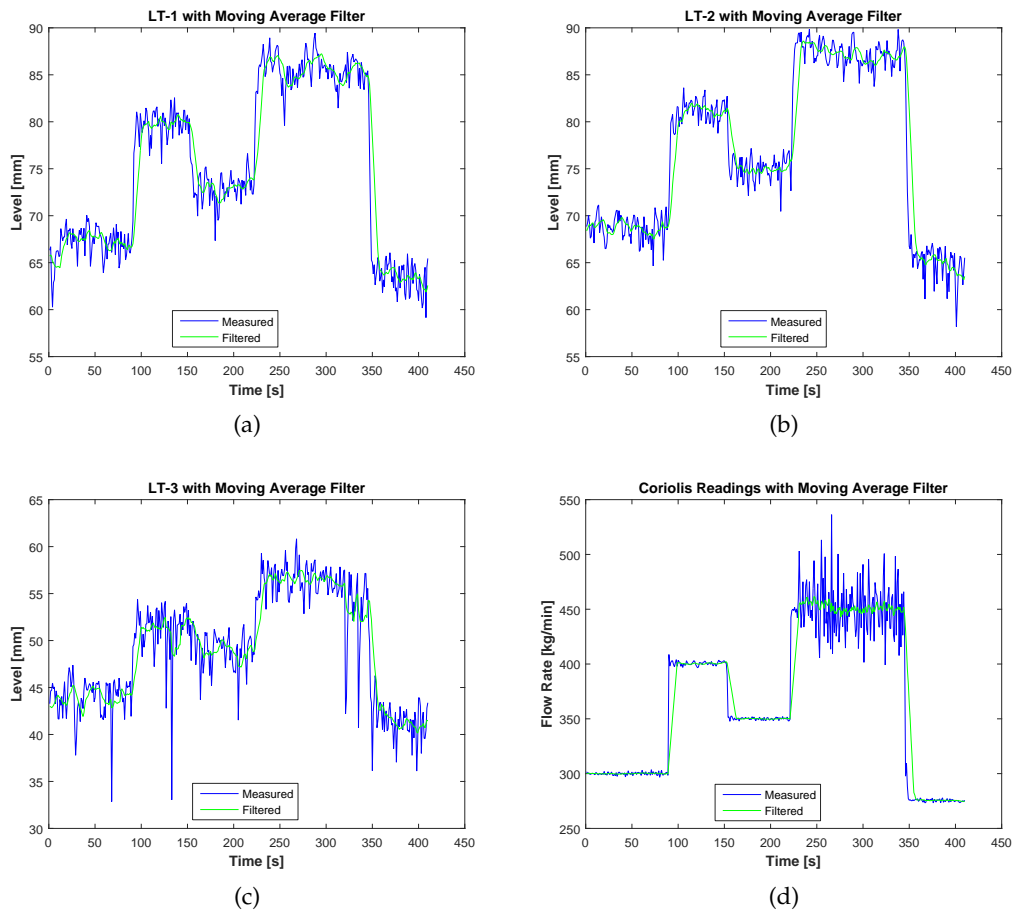 LT-1 with Moving Average Filter
90
85
80
75
70
65
60
55
Level [mm]
Measured
Filtered
0 50 100 150 200 250 300 350 400 450
Time [s]
(a)
LT-2 with Moving Average Filter
90
85
80
75
70
65
60
55
Level [mm]
Measured
Filtered
0 50 100 150 200 250 300 350 400 450
Time [s]
(b)
LT-3 with Moving Average Filter
65
60
55
50
45
40
35
30
Level [mm]
Measured
Filtered
0 50 100 150 200 250 300 350 400 450
Time [s]
(c)
Coriolis Readings with Moving Average Filter
550
500
450
400
350
300
250
Flow Rate [kg/min]
Measured
Filtered
0 50 100 150 200 250 300 350 400 450
Time [s]
(d)